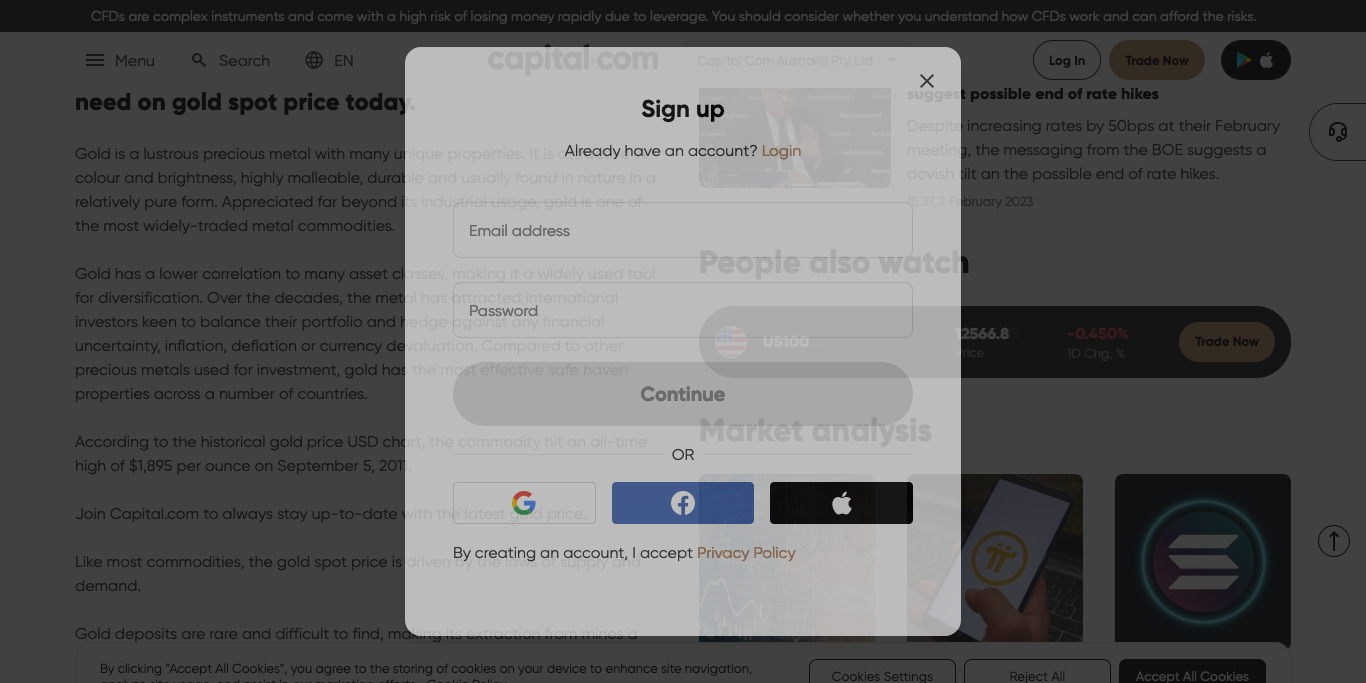 CFDs are complex instruments and come with a high risk of losing money rapidly due to leverage. You should consider whether you understand how CFDs work and can afford the risks.
Menu
Search
EN
capital.com
Capital Com Australia Pty Ltd
Log In
Trade Now
need on gold spot price today.
Gold is a lustrous precious metal with many unique properties. It is
colour and brightness, highly malleable, durable and usually found in nature in a
relatively pure form. Appreciated far beyond its industrial usage, gold is one of
the most widely-traded metal commodities.
Gold has a lower correlation to many asset classes, making it a widely used tool
for diversification. Over the decades, the metal has attracted international
investors keen to balance their portfolio and hedge against any financial
uncertainty, inflation, deflation or currency devaluation. Compared to other
precious metals used for investment, gold has the most effective safe haven
properties across a number of countries.
According to the historical gold price USD chart, the commodity hit an all-time
high of $1,895 per ounce on September 5, 2011.
Join Capital.com to always stay up-to-date with the latest gold price.
Like most commodities, the gold spot price is driven by the laws of supply and
demand.
Gold deposits are rare and difficult to find, making its extraction from mines a
Sign up
Already have an account? Login
Email address
Password
Continue
OR
By creating an account, I accept Privacy Policy
suggest possible end of rate hikes
Despite increasing rates by 50bps at their February
meeting, the messaging from the BOE suggests a
dovish tilt an the possible end of rate hikes.
15:37, 2 February 2023
People also watch
US100
12566.8
Price
-0.450%
1D Chg, %
Trade Now
Market analysis
By clicking “Accept All Cookies”, you agree to the storing of cookies on your device to enhance site navigation,
analyze site usage, and assist in our marketing efforts. Cookie Policy
Cookies Settings
Reject All
Accept All Cookies